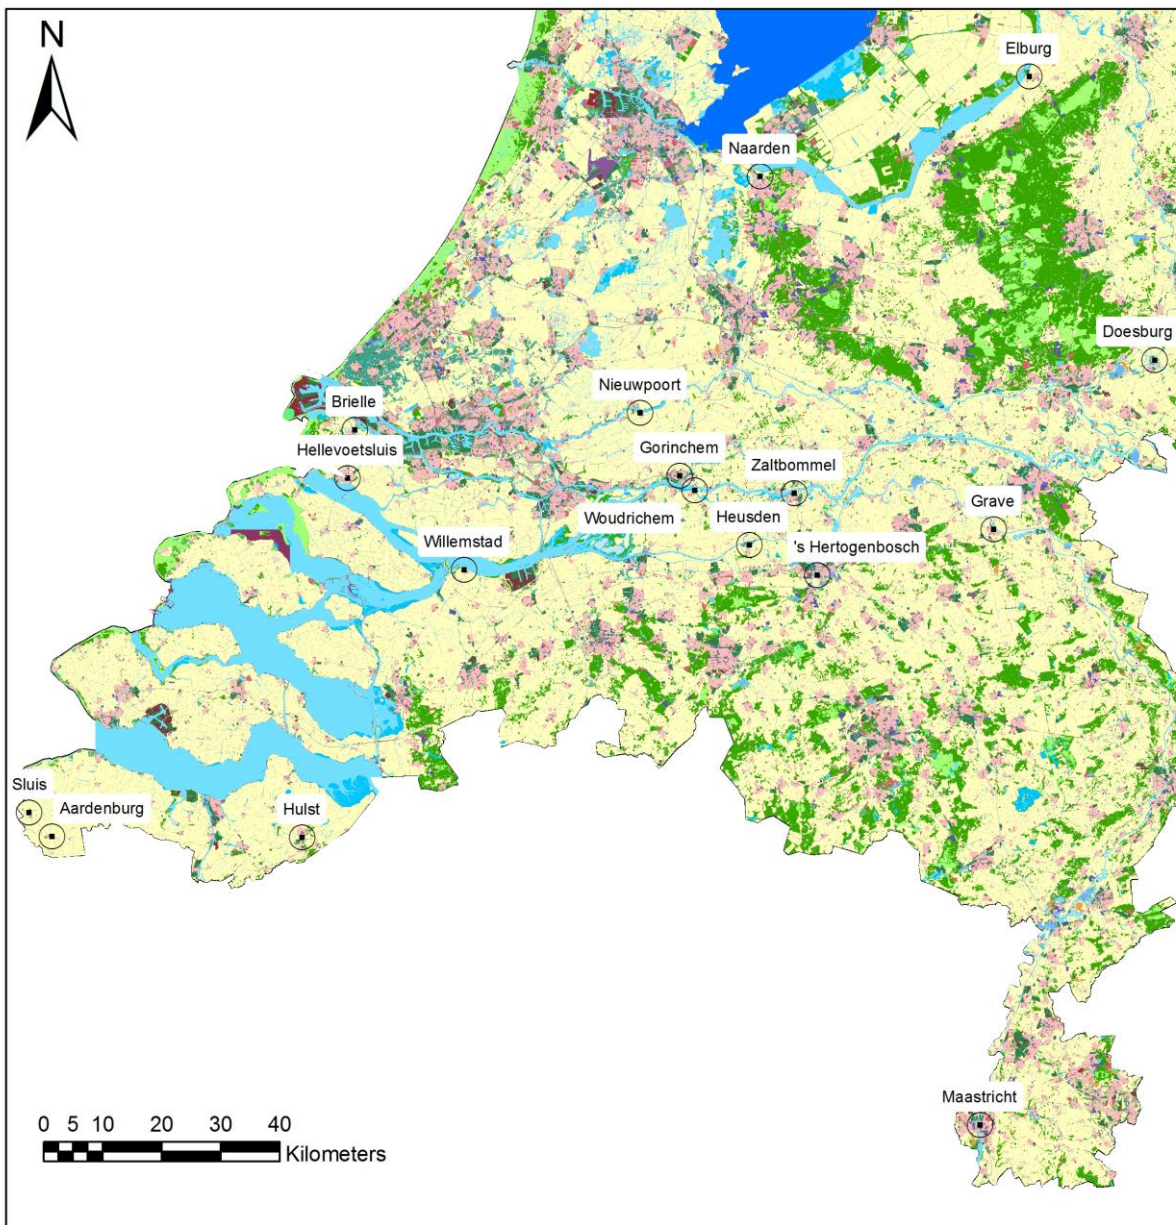 N
Elburg
Naarden
Doesburg
Nieuwpoort
Brielle
Hellevoetsluis
Gorinchem
Zaltbommel
Grave
Woudrichem
Heusden
Willemstad
's Hertogenbosch
Sluis
Aardenburg
Hulst
Maastricht
0 5 10 20 30 40
Kilometers